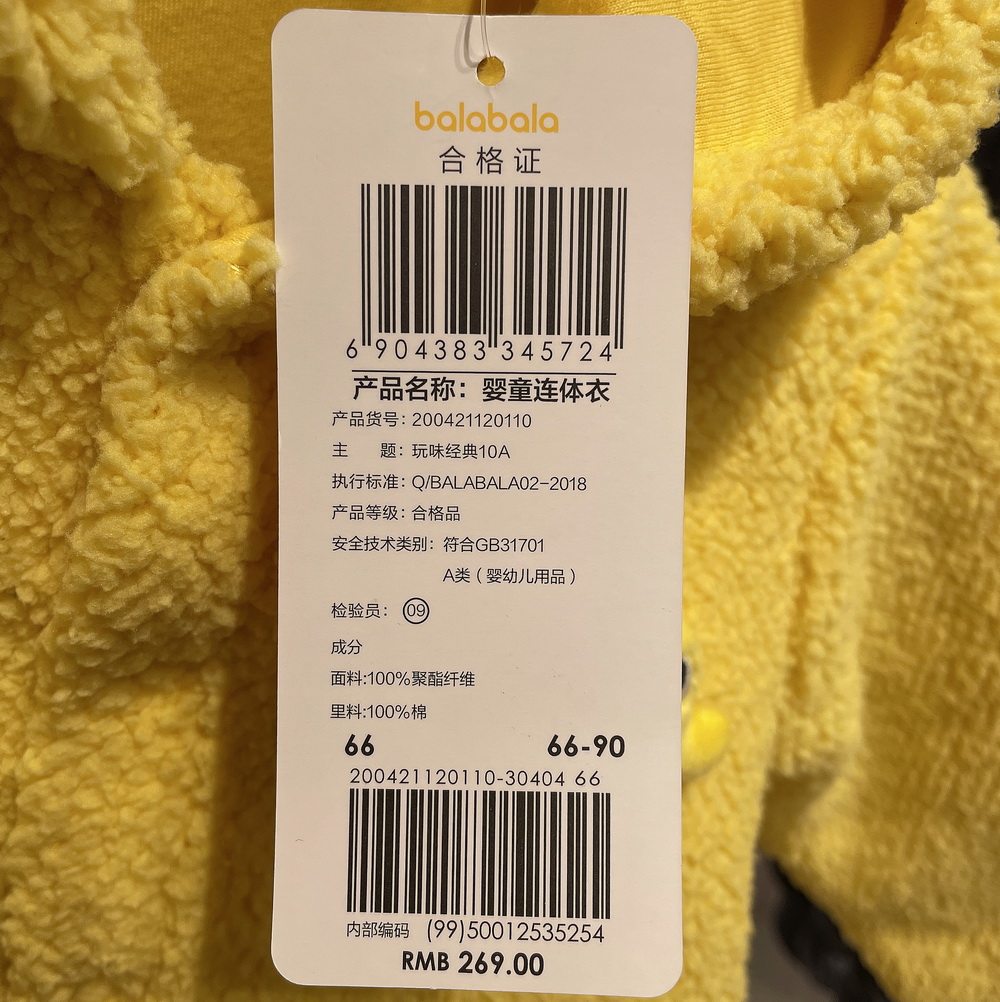 balabala
合格证
6 904383 345724
产品名称：婴童连体衣
产品货号：200421120110
主 题：玩味经典10A
执行标准：Q/BALABALA02-2018
产品等级：合格品
安全技术类别：符合GB31701
A类（婴幼儿用品）
检验员：09
成分
面料:100%聚酯纤维
里料:100%棉
66 66-90
200421120110-30404 66
内部编码 (99)50012535254
RMB 269.00